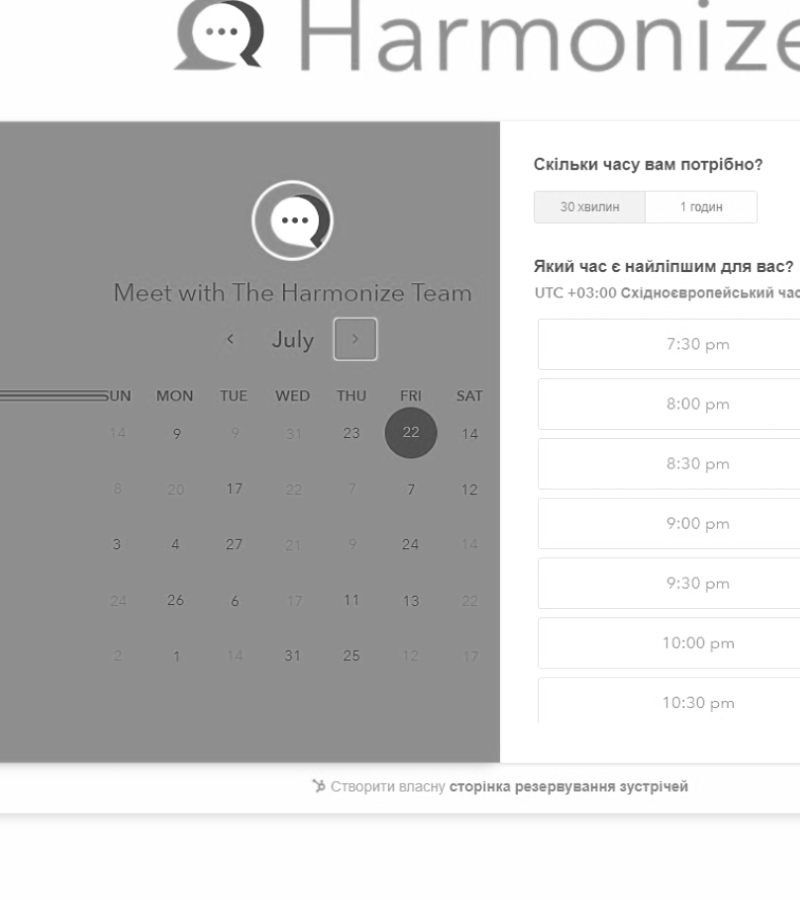 Harmonize
Meet with The Harmonize Team
July
SUN MON TUE WED THU FRI SAT
14 9 9 31 23 22 14
8 20 17 22 7 7 12
3 4 27 21 9 24 14
24 26 6 17 11 13 22
2 1 14 31 25 12 17
Скільки часу вам потрібно?
30 хвилин 1 годин
Який час є найліпшим для вас?
UTC +03:00 Східноєвропейський час
7:30 pm
8:00 pm
8:30 pm
9:00 pm
9:30 pm
10:00 pm
10:30 pm
Створити власну сторінка резервування зустрічей